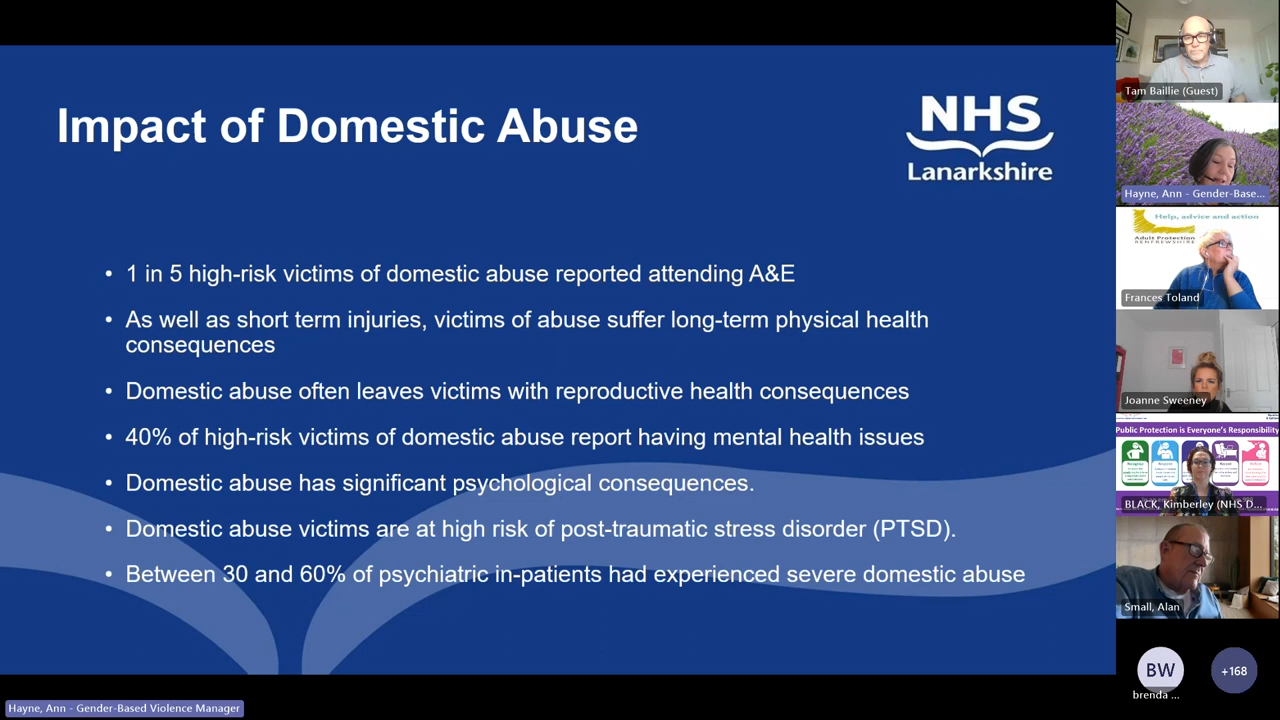 Impact of Domestic Abuse
NHS
Lanarkshire
• 1 in 5 high-risk victims of domestic abuse reported attending A&E
• As well as short term injuries, victims of abuse suffer long-term physical health
consequences
• Domestic abuse often leaves victims with reproductive health consequences
• 40% of high-risk victims of domestic abuse report having mental health issues
• Domestic abuse has significant psychological consequences.
• Domestic abuse victims are at high risk of post-traumatic stress disorder (PTSD).
• Between 30 and 60% of psychiatric in-patients had experienced severe domestic abuse
Hayne, Ann - Gender-Based Violence Manager
Tam Baillie (Guest)
Hayne, Ann - Gender-Base...
Help, advice and action
Adult Protection
RENFREWSHIRE
Frances Toland
Joanne Sweeney
Public Protection is Everyone's Responsibility
BLACK, Kimberley (NHS D...
Small, Alan
BW
brenda ...
+168